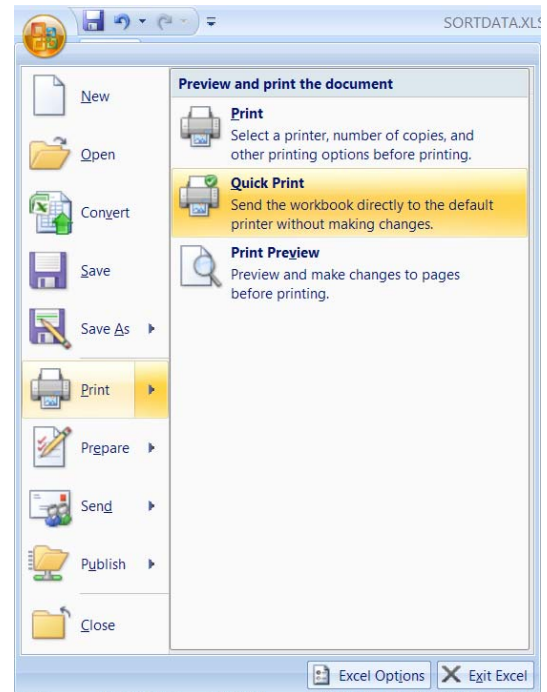 SORTDATA.XLS
New
Open
Convert
Save
Save As
Print
Prepare
Send
Publish
Close
Preview and print the document
Print
Select a printer, number of copies, and
other printing options before printing.
Quick Print
Send the workbook directly to the default
printer without making changes.
Print Preview
Preview and make changes to pages
before printing.
Excel Options
Exit Excel